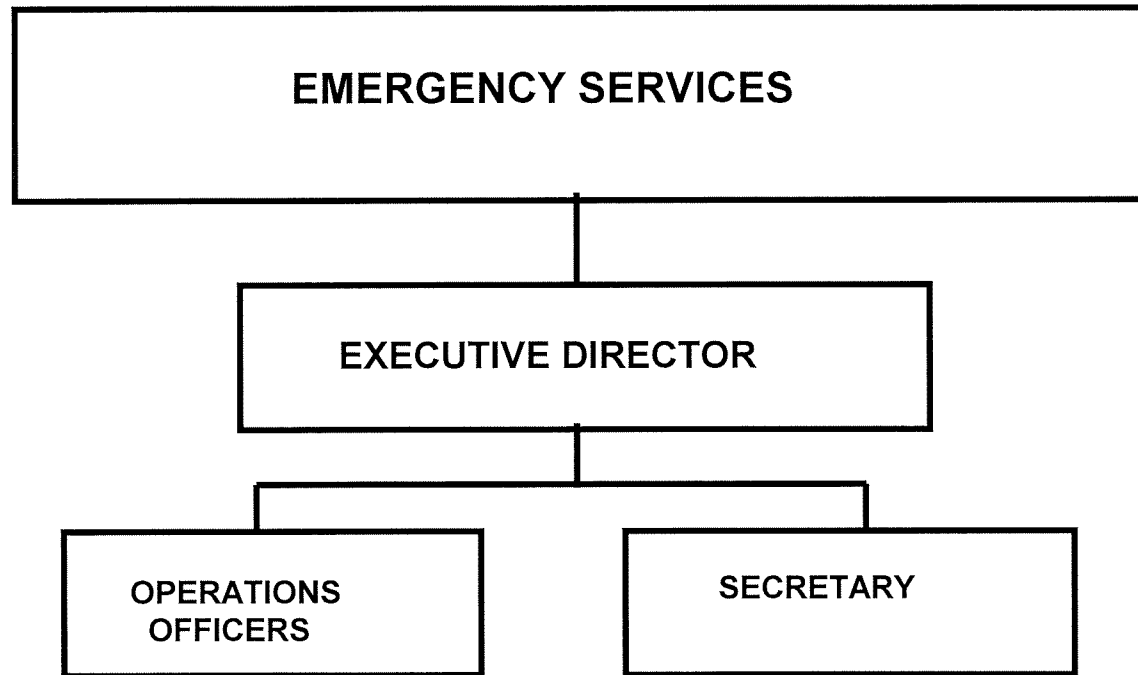 EMERGENCY SERVICES
EXECUTIVE DIRECTOR
OPERATIONS
OFFICERS
SECRETARY